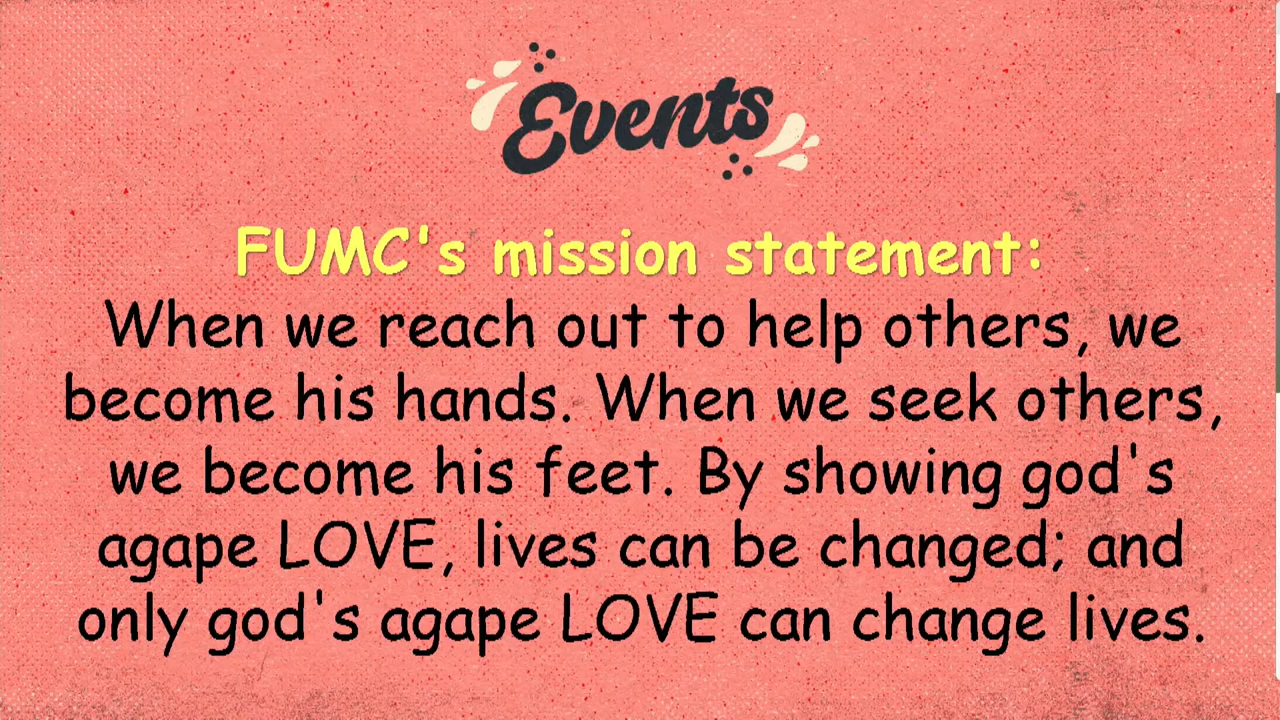 Events
FUMC's mission statement:
When we reach out to help others, we
become his hands. When we seek others,
we become his feet. By showing god's
agape LOVE, lives can be changed; and
only god's agape LOVE can change lives.